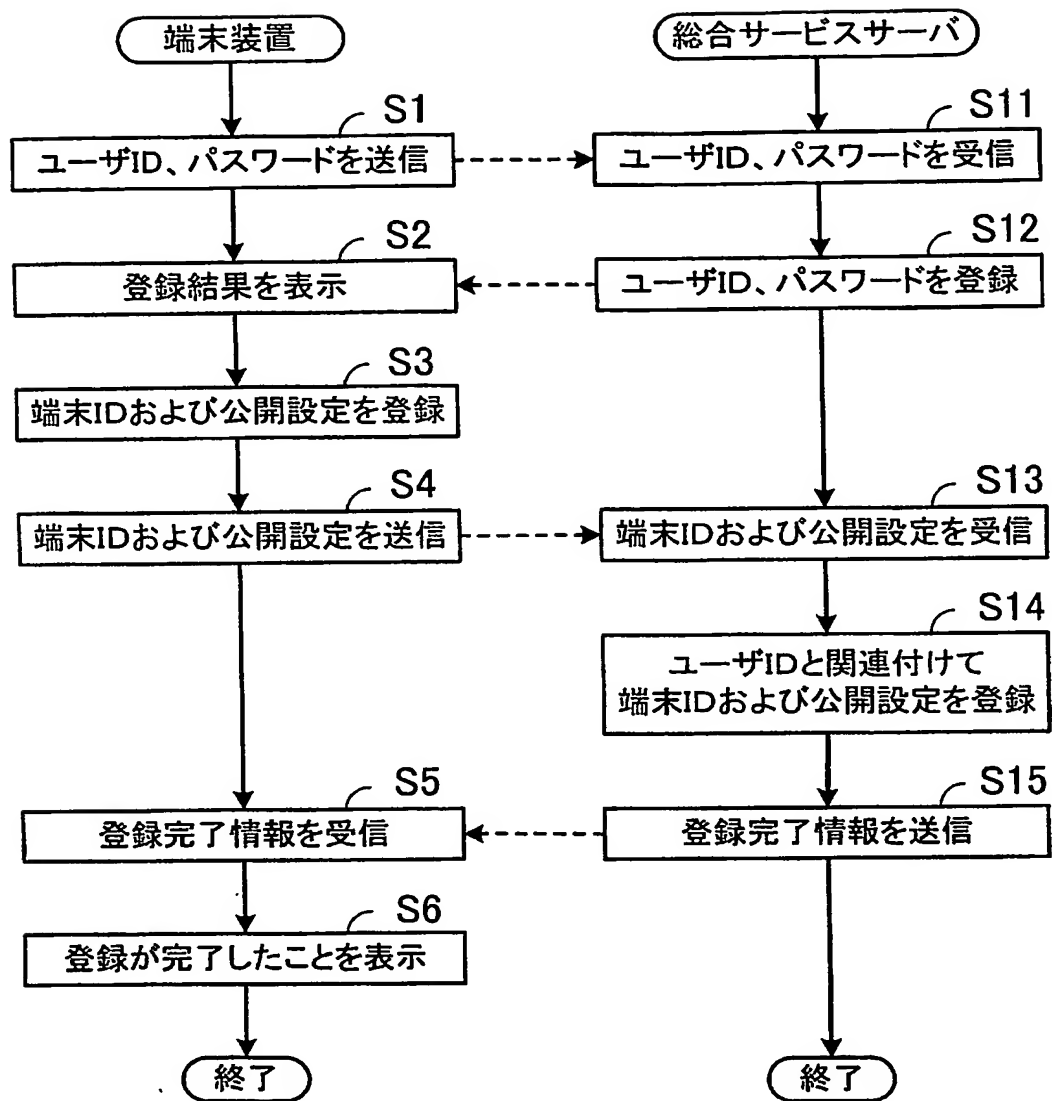 端末装置
総合サービスサーバ
S1
S11
ユーザID、パスワードを送信
ユーザID、パスワードを受信
S2
S12
登録結果を表示
ユーザID、パスワードを登録
S3
端末IDおよび公開設定を登録
S4
S13
端末IDおよび公開設定を送信
端末IDおよび公開設定を受信
S14
ユーザIDと関連付けて
端末IDおよび公開設定を登録
S5
S15
登録完了情報を受信
登録完了情報を送信
S6
登録が完了したことを表示
終了
終了